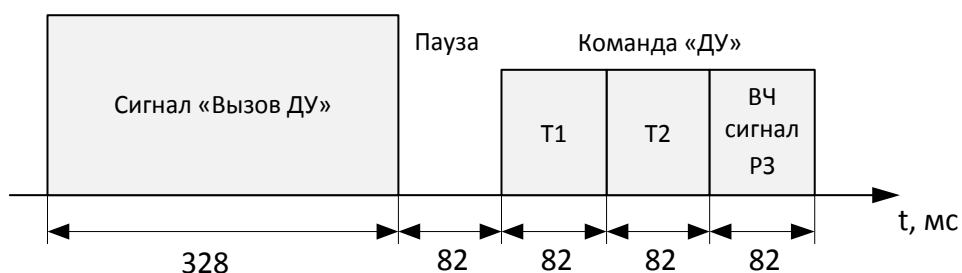 Пауза
Команда «ДУ»
Сигнал «Вызов ДУ»
Т1
Т2
ВЧ
сигнал
РЗ
t, мс
328
82
82
82
82